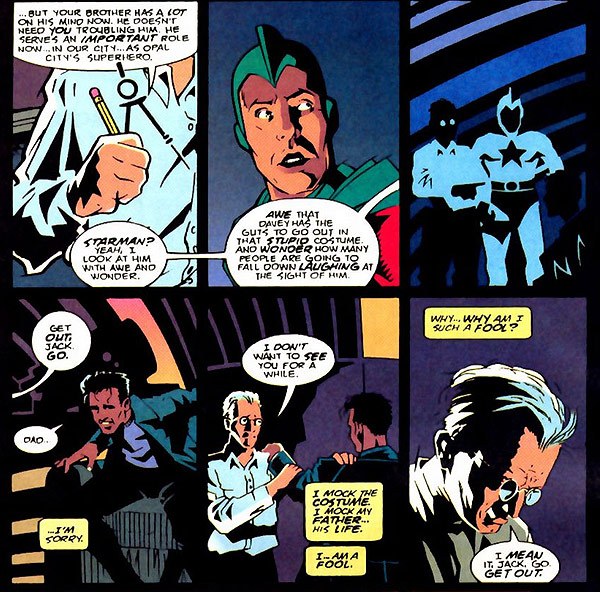 ...BUT YOUR BROTHER HAS A LOT
ON HIS MIND NOW. HE DOESN'T
NEED YOU TROUBLING HIM. HE
SERVES AN IMPORTANT ROLE
NOW...IN OUR CITY...AS OPAL
CITY'S SUPERHERO.
STARMAN?
YEAH, I
LOOK AT HIM
WITH AWE AND
WONDER.
AWE THAT
DAVEY HAS THE
GUTS TO GO OUT IN
THAT STUPID COSTUME.
AND WONDER HOW MANY
PEOPLE ARE GOING TO
FALL DOWN LAUGHING AT
THE SIGHT OF HIM.
GET
OUT,
JACK.
GO.
DAD..
...I'M
SORRY.
I DON'T
WANT TO SEE
YOU FOR A
WHILE.
I MOCK THE
COSTUME.
I MOCK MY
FATHER...
HIS LIFE.
I...AM A
FOOL.
WHY...WHY AM I
SUCH A FOOL?
I MEAN
IT, JACK. GO.
GET OUT.